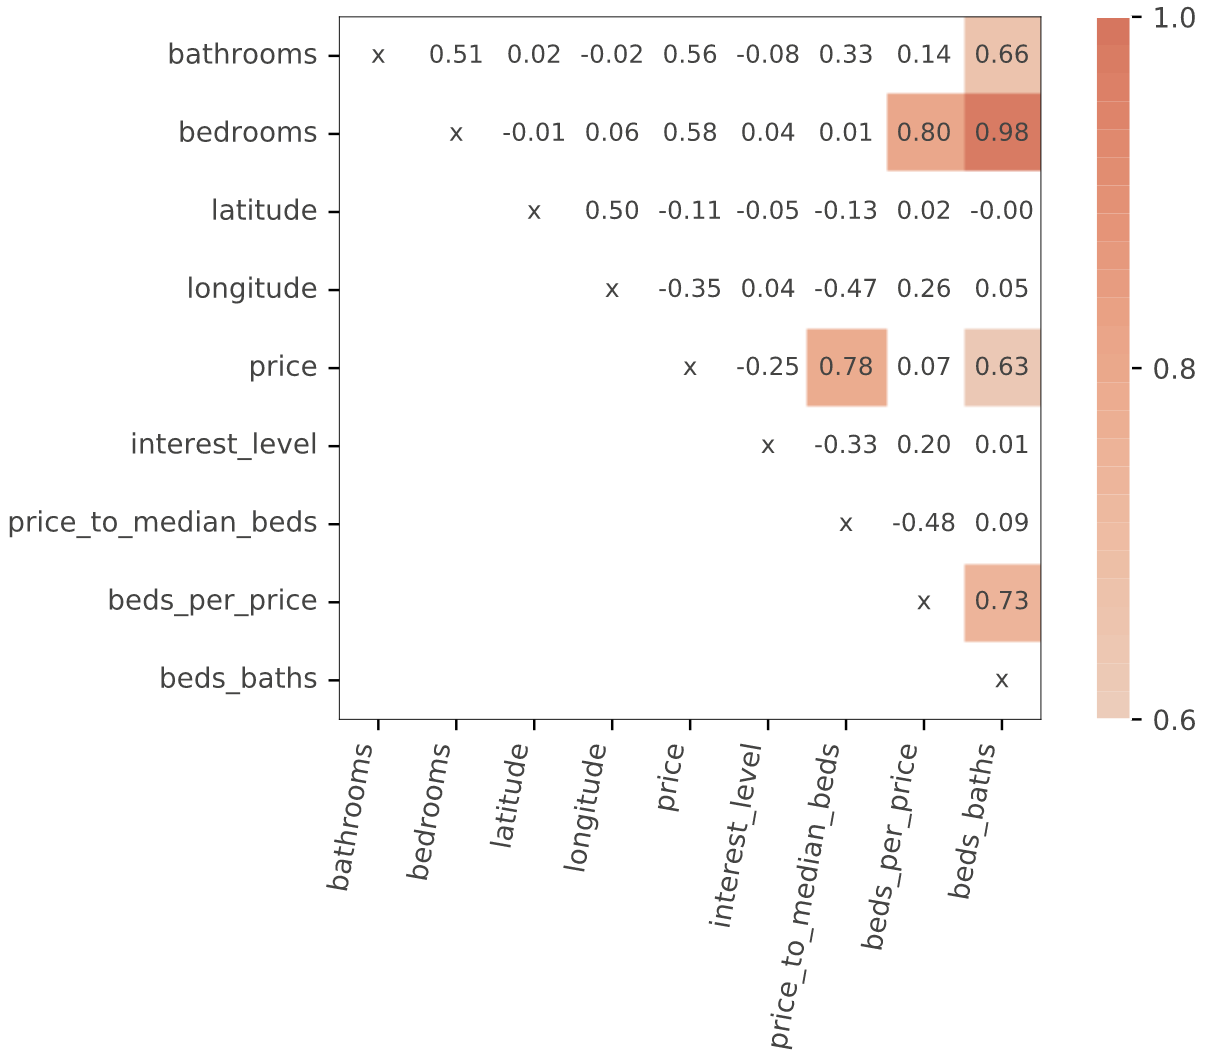 bathrooms x 0.51 0.02 -0.02 0.56 -0.08 0.33 0.14 0.66
bedrooms x -0.01 0.06 0.58 0.04 0.01 0.80 0.98
latitude x 0.50 -0.11 -0.05 -0.13 0.02 -0.00
longitude x -0.35 0.04 -0.47 0.26 0.05
price x -0.25 0.78 0.07 0.63
interest_level x -0.33 0.20 0.01
price_to_median_beds x -0.48 0.09
beds_per_price x 0.73
beds_baths x
bathrooms
bedrooms
latitude
longitude
price
interest_level
price_to_median_beds
beds_per_price
beds_baths
1.0
0.8
0.6